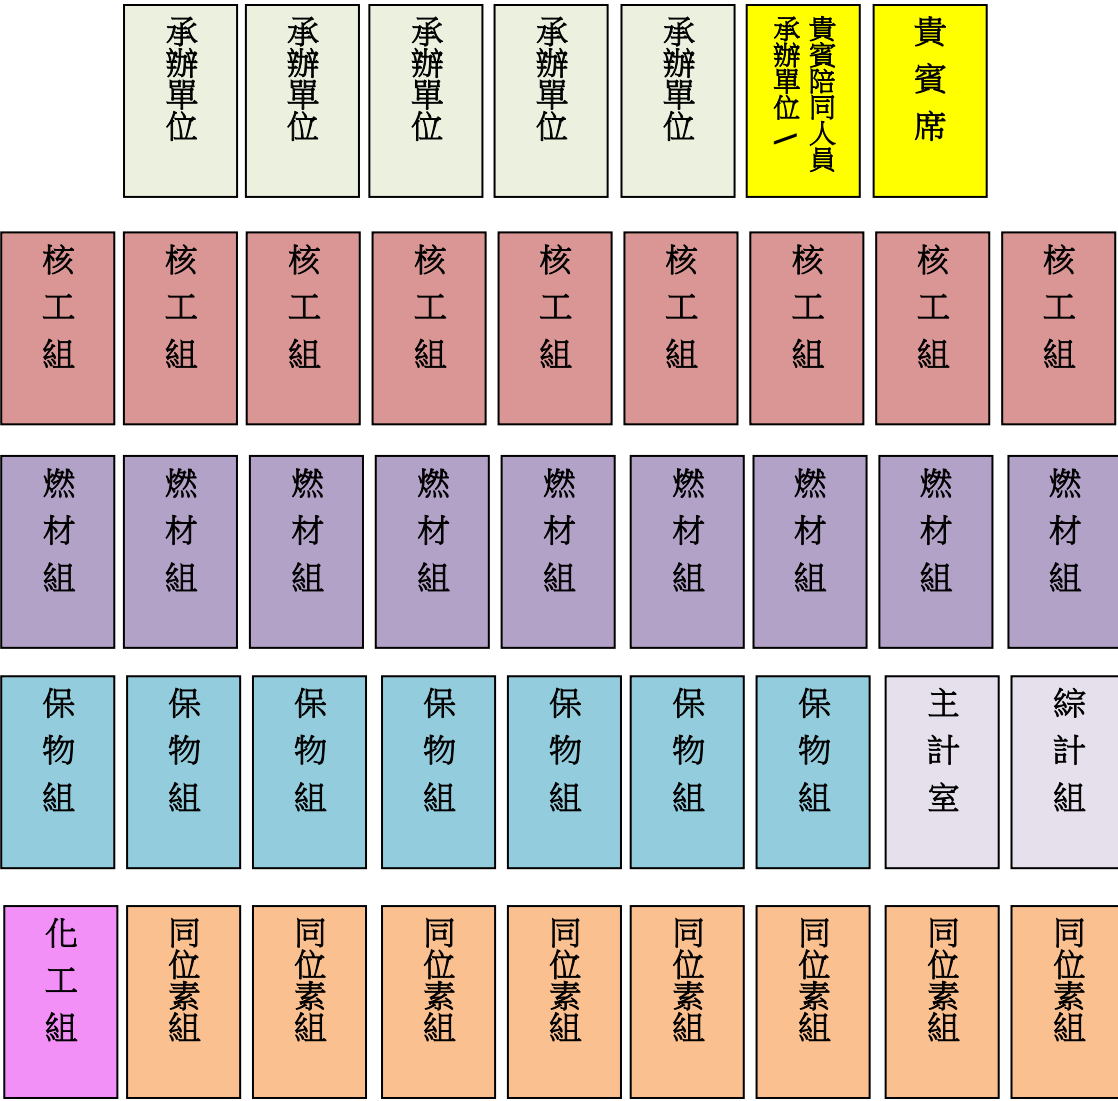 承辦單位
承辦單位
承辦單位
承辦單位
承辦單位
貴賓陪同人員
承辦單位/
貴賓席
核工組
核工組
核工組
核工組
核工組
核工組
核工組
核工組
核工組
燃材組
燃材組
燃材組
燃材組
燃材組
燃材組
燃材組
燃材組
燃材組
保物組
保物組
保物組
保物組
保物組
保物組
保物組
主計室
綜計組
化工組
同位素組
同位素組
同位素組
同位素組
同位素組
同位素組
同位素組
同位素組